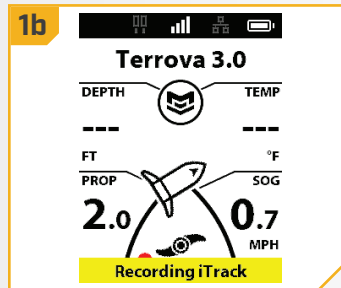 1b
Terrova 3.0
DEPTH TEMP
--- ---
FT °F
PROP SOG
2.0 0.7
MPH
Recording iTrack